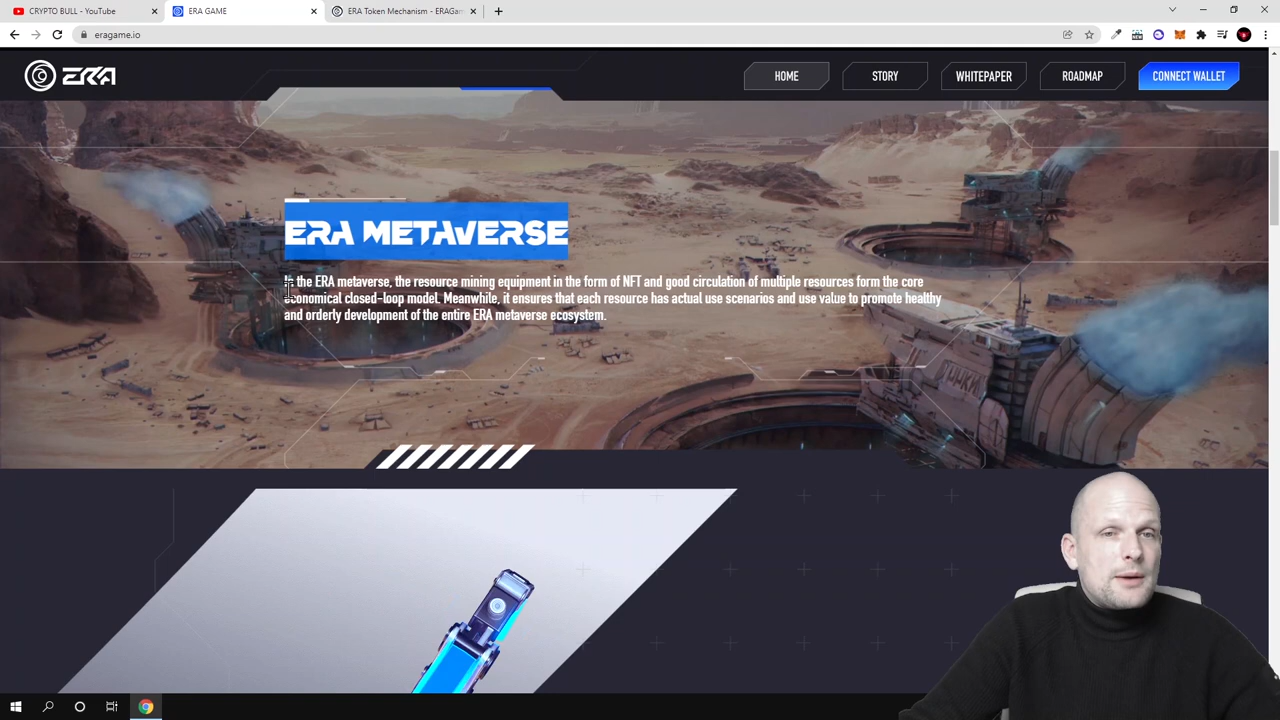 CRYPTO BULL - YouTube
ERA GAME
ERA Token Mechanism - ERAGam
eragame.io
ERA
HOME
STORY
WHITEPAPER
ROADMAP
CONNECT WALLET
ERA METAVERSE
In the ERA metaverse, the resource mining equipment in the form of NFT and good circulation of multiple resources form the core
economical closed-loop model. Meanwhile, it ensures that each resource has actual use scenarios and use value to promote healthy
and orderly development of the entire ERA metaverse ecosystem.